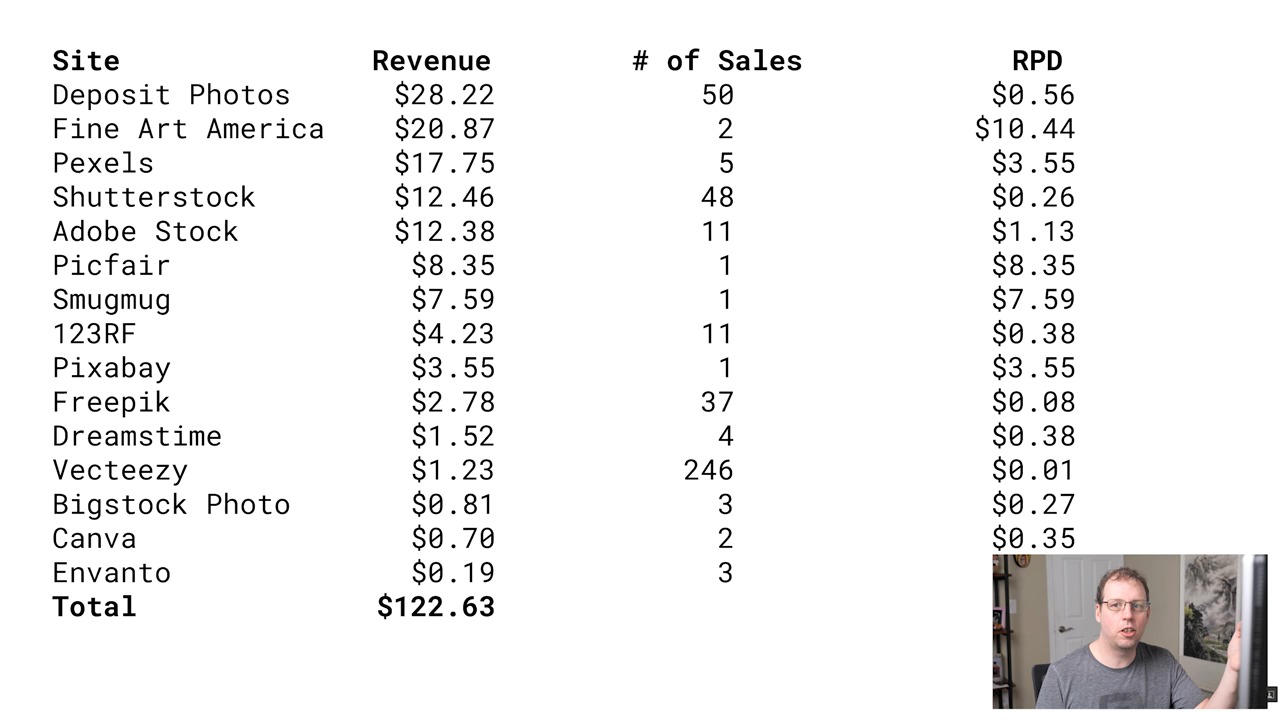 Site Revenue # of Sales RPD
Deposit Photos $28.22 50 $0.56
Fine Art America $20.87 2 $10.44
Pexels $17.75 5 $3.55
Shutterstock $12.46 48 $0.26
Adobe Stock $12.38 11 $1.13
Picfair $8.35 1 $8.35
Smugmug $7.59 1 $7.59
123RF $4.23 11 $0.38
Pixabay $3.55 1 $3.55
Freepik $2.78 37 $0.08
Dreamstime $1.52 4 $0.38
Vecteezy $1.23 246 $0.01
Bigstock Photo $0.81 3 $0.27
Canva $0.70 2 $0.35
Envanto $0.19 3
Total $122.63